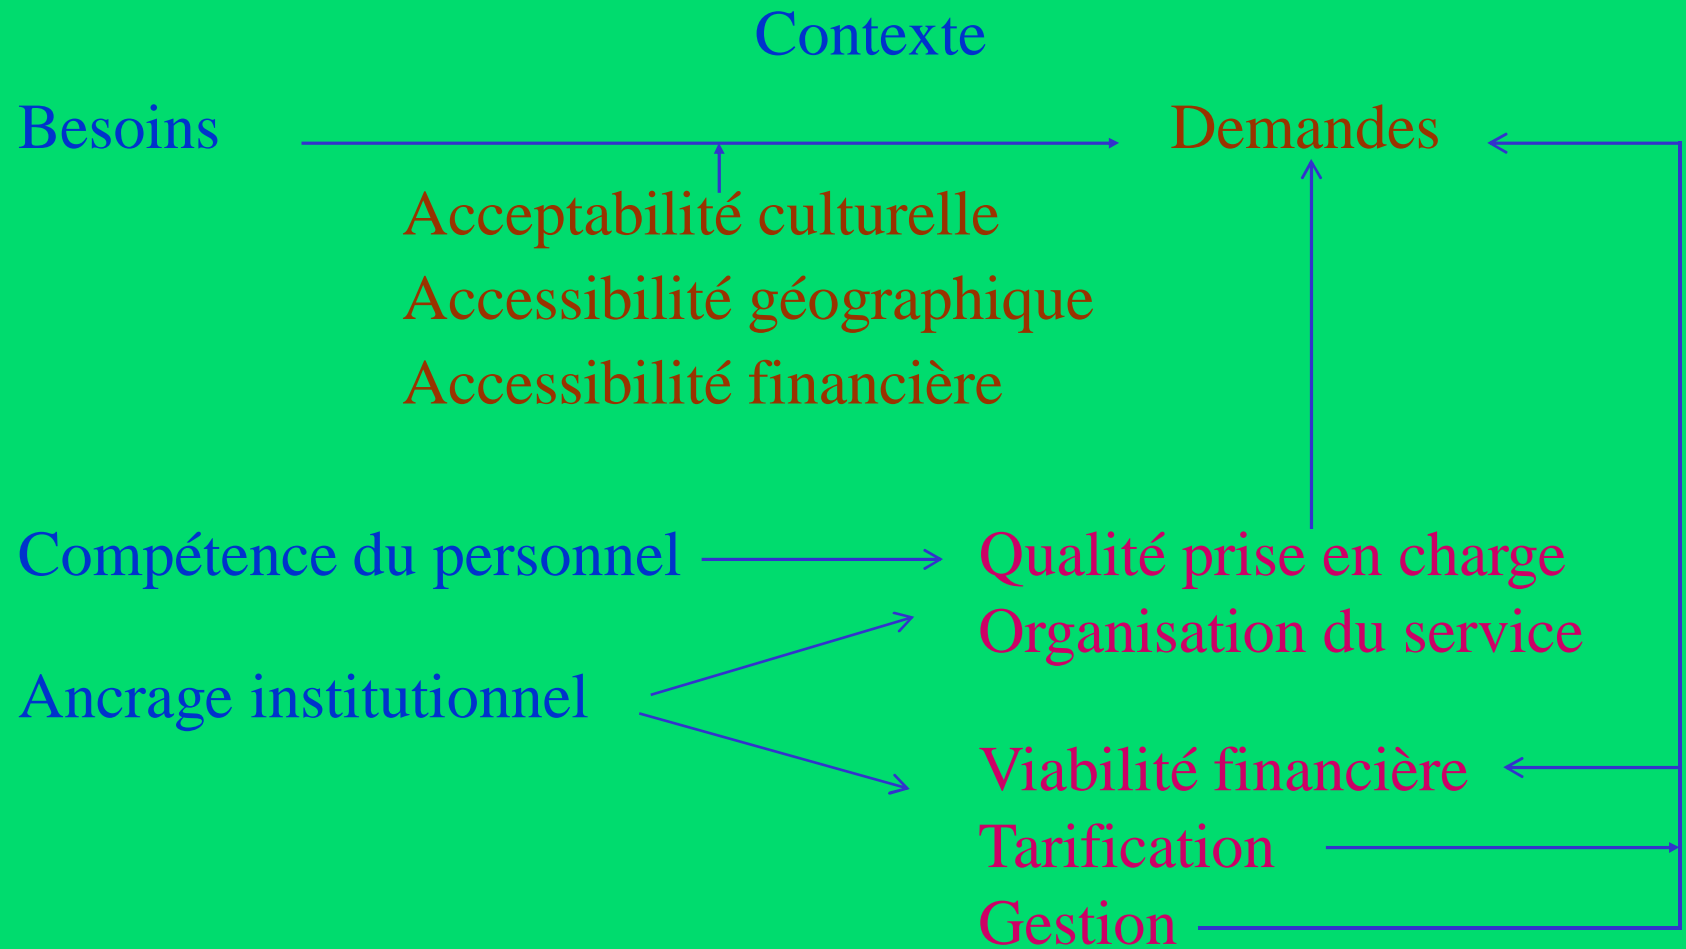 Contexte
Besoins
Demandes
Acceptabilité culturelle
Accessibilité géographique
Accessibilité financière
Compétence du personnel
Qualité prise en charge
Organisation du service
Ancrage institutionnel
Viabilité financière
Tarification
Gestion